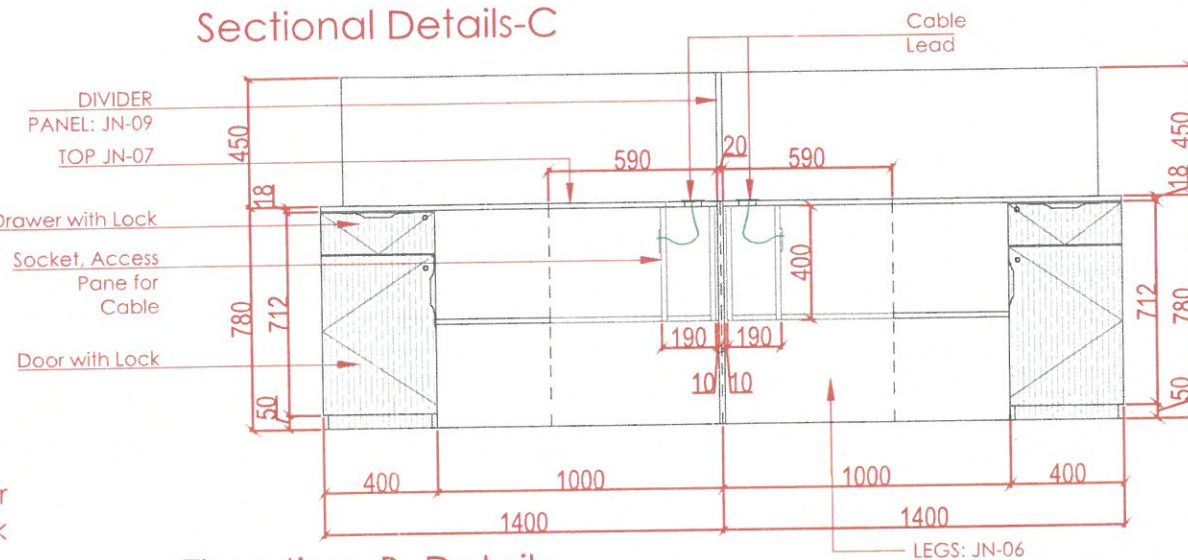 Sectional Details-C
Cable
Lead
DIVIDER
PANEL: JN-09
TOP JN-07
Drawer with Lock
Socket, Access
Pane for
Cable
Door with Lock
450
18
780
712
50
590
20
590
400
190
190
10
10
450
18
712
780
50
400
1000
1000
400
1400
1400
LEGS: JN-06